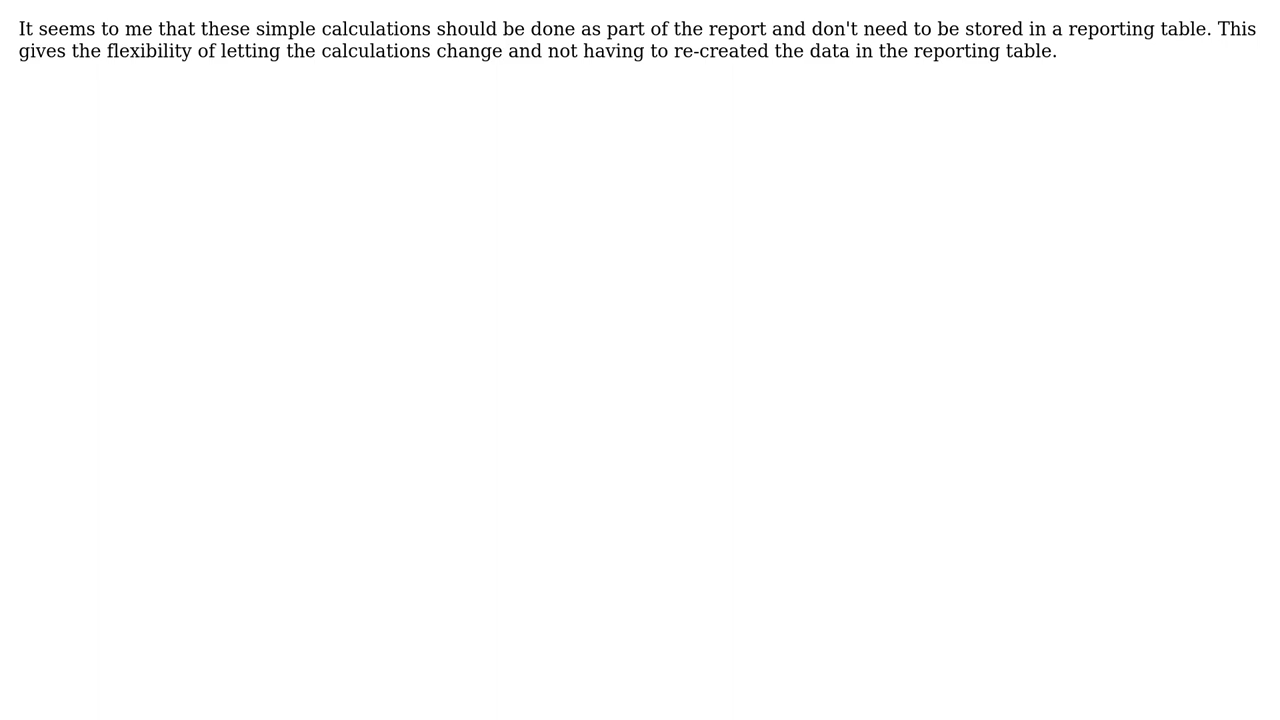 It seems to me that these simple calculations should be done as part of the report and don't need to be stored in a reporting table. This
gives the flexibility of letting the calculations change and not having to re-created the data in the reporting table.